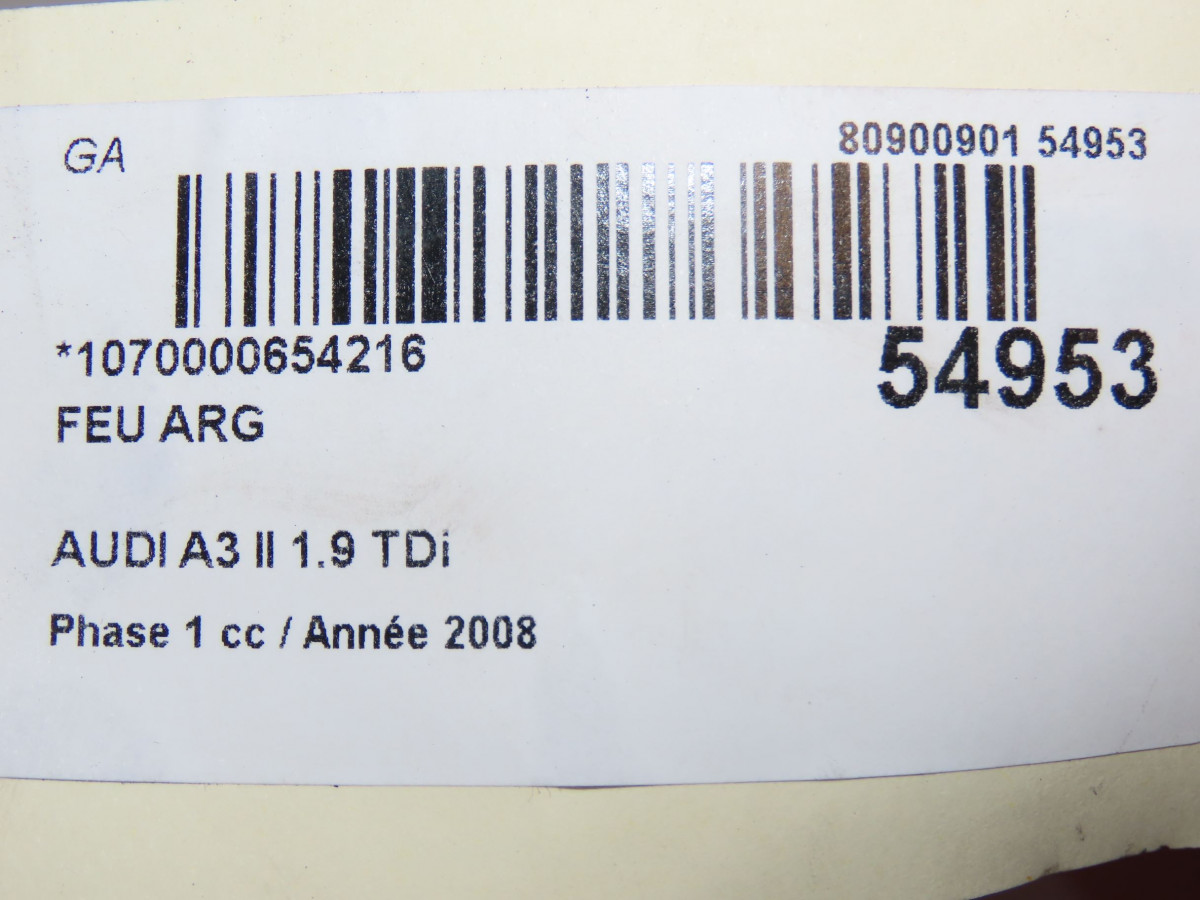 GA
80900901 54953
*1070000654216
54953
FEU ARG
AUDI A3 II 1.9 TDi
Phase 1 cc / Année 2008